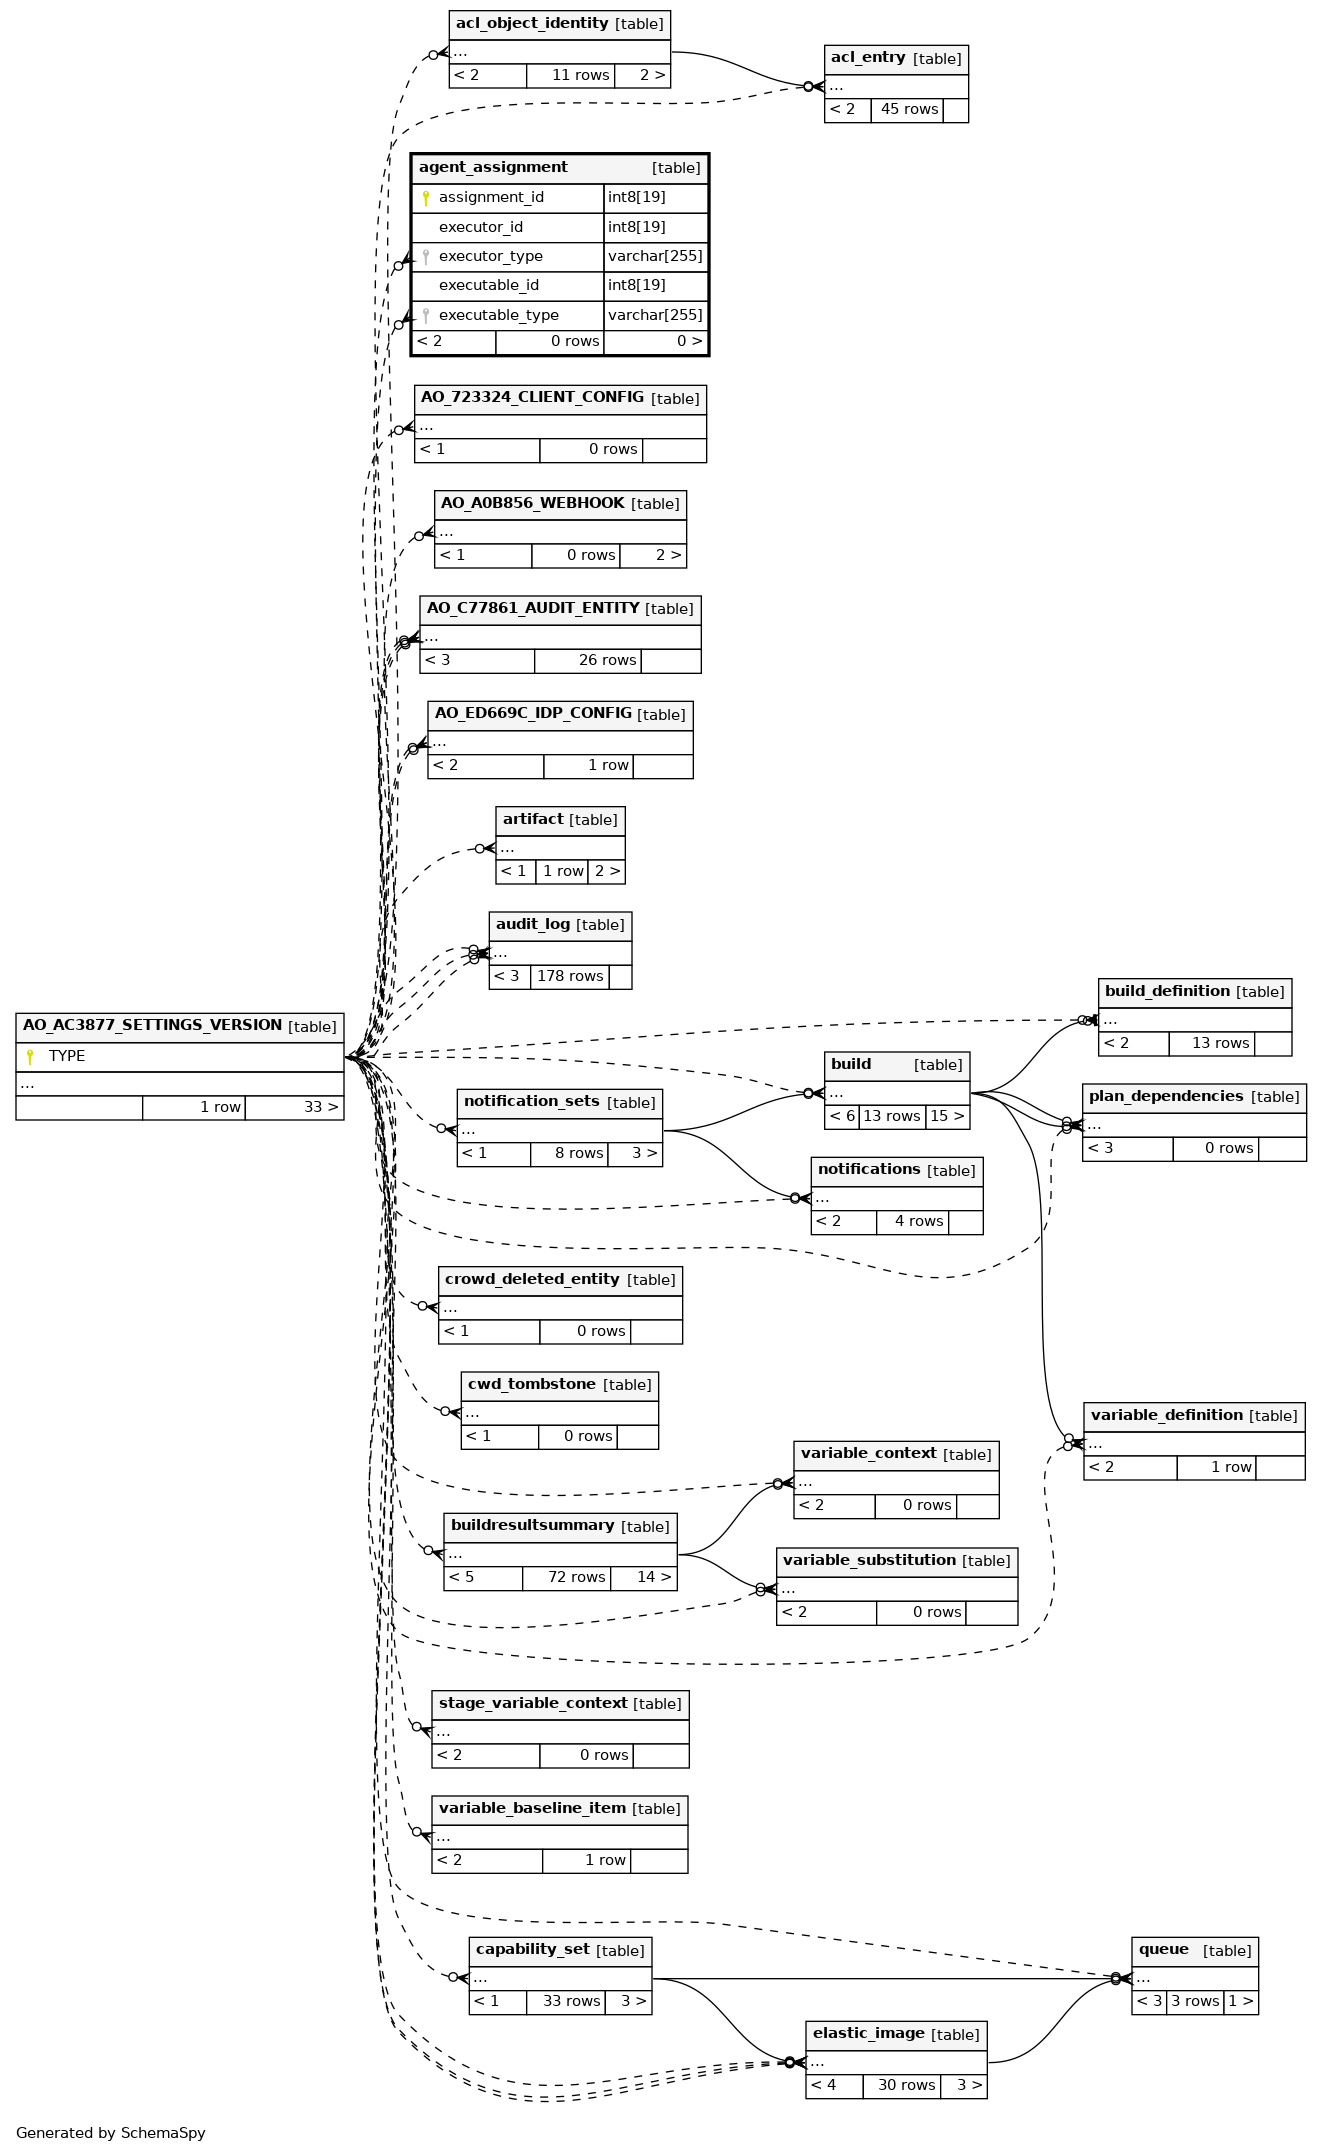 acl_object_identity [table]
...
< 2 11 rows 2 >
acl_entry [table]
...
< 2 45 rows
agent_assignment [table]
assignment_id int8[19]
executor_id int8[19]
executor_type varchar[255]
executable_id int8[19]
executable_type varchar[255]
< 2 0 rows 0 >
AO_723324_CLIENT_CONFIG [table]
...
< 1 0 rows
AO_A0B856_WEBHOOK [table]
...
< 1 0 rows 2 >
AO_C77861_AUDIT_ENTITY [table]
...
< 3 26 rows
AO_ED669C_IDP_CONFIG [table]
...
< 2 1 row
artifact [table]
...
< 1 1 row 2 >
audit_log [table]
...
< 3 178 rows
AO_AC3877_SETTINGS_VERSION [table]
TYPE
...
1 row 33 >
build_definition [table]
...
< 2 13 rows
build [table]
...
< 6 13 rows 15 >
plan_dependencies [table]
...
< 3 0 rows
notification_sets [table]
...
< 1 8 rows 3 >
notifications [table]
...
< 2 4 rows
crowd_deleted_entity [table]
...
< 1 0 rows
cwd_tombstone [table]
...
< 1 0 rows
variable_definition [table]
...
< 2 1 row
variable_context [table]
...
< 2 0 rows
buildresultsummary [table]
...
< 5 72 rows 14 >
variable_substitution [table]
...
< 2 0 rows
stage_variable_context [table]
...
< 2 0 rows
variable_baseline_item [table]
...
< 2 1 row
capability_set [table]
...
< 1 33 rows 3 >
queue [table]
...
< 3 3 rows 1 >
elastic_image [table]
...
< 4 30 rows 3 >
Generated by SchemaSpy